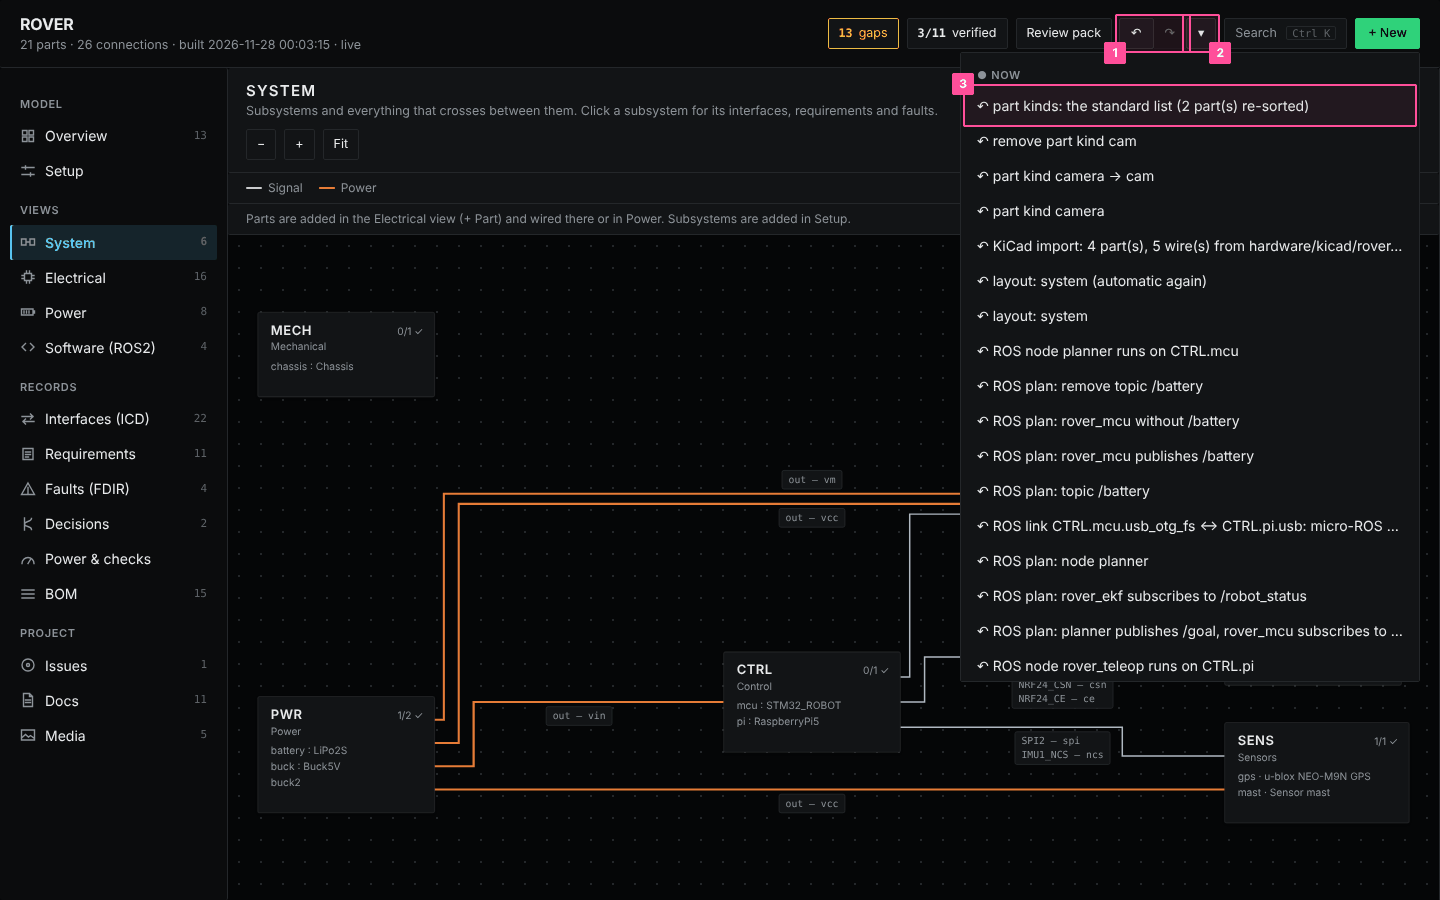 ROVER
21 parts · 26 connections · built 2026-11-28 00:03:15 · live
13 gaps
3/11 verified
Review pack
↶
↷
▾
Search Ctrl K
+ New
1
2
3
MODEL
Overview 13
Setup
VIEWS
System 6
Electrical 16
Power 8
Software (ROS2) 4
RECORDS
Interfaces (ICD) 22
Requirements 11
Faults (FDIR) 4
Decisions 2
Power & checks
BOM 15
PROJECT
Issues 1
Docs 11
Media 5
SYSTEM
Subsystems and everything that crosses between them. Click a subsystem for its interfaces, requirements and faults.
− + Fit
Signal Power
Parts are added in the Electrical view (+ Part) and wired there or in Power. Subsystems are added in Setup.
NOW
↶ part kinds: the standard list (2 part(s) re-sorted)
↶ remove part kind cam
↶ part kind camera → cam
↶ part kind camera
↶ KiCad import: 4 part(s), 5 wire(s) from hardware/kicad/rover...
↶ layout: system (automatic again)
↶ layout: system
↶ ROS node planner runs on CTRL.mcu
↶ ROS plan: remove topic /battery
↶ ROS plan: rover_mcu without /battery
↶ ROS plan: rover_mcu publishes /battery
↶ ROS plan: topic /battery
↶ ROS link CTRL.mcu.usb_otg_fs ↔ CTRL.pi.usb: micro-ROS ...
↶ ROS plan: node planner
↶ ROS plan: rover_ekf subscribes to /robot_status
↶ ROS plan: planner publishes /goal, rover_mcu subscribes to ...
↶ ROS node rover_teleop runs on CTRL.pi
MECH 0/1 ✓
Mechanical
chassis : Chassis
out — vm
out — vcc
CTRL 0/1 ✓
Control
mcu : STM32_ROBOT
pi : RaspberryPi5
NRF24_CSN — csn
NRF24_CE — ce
PWR 1/2 ✓
Power
battery : LiPo2S
buck : Buck5V
buck2
out — vin
SPI2 — spi
IMU1_NCS — ncs
SENS 1/1 ✓
Sensors
gps · u-blox NEO-M9N GPS
mast · Sensor mast
out — vcc